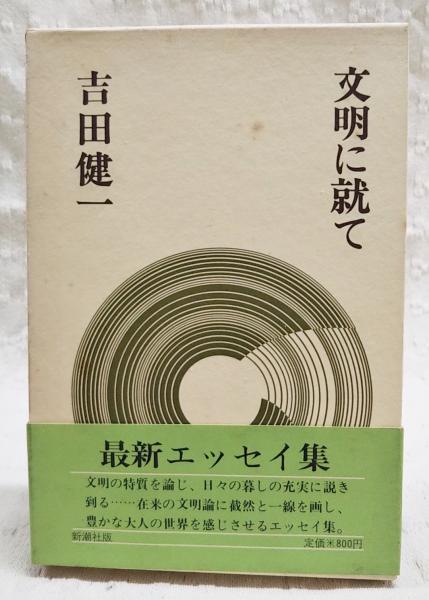 文明に就て
吉田健一
最新エッセイ集
文明の特質を論じ、日々の暮しの充実に説き
到る……在来の文明論に截然と一線を画し、
豊かな大人の世界を感じさせるエッセイ集。
新潮社版
定価＊800円